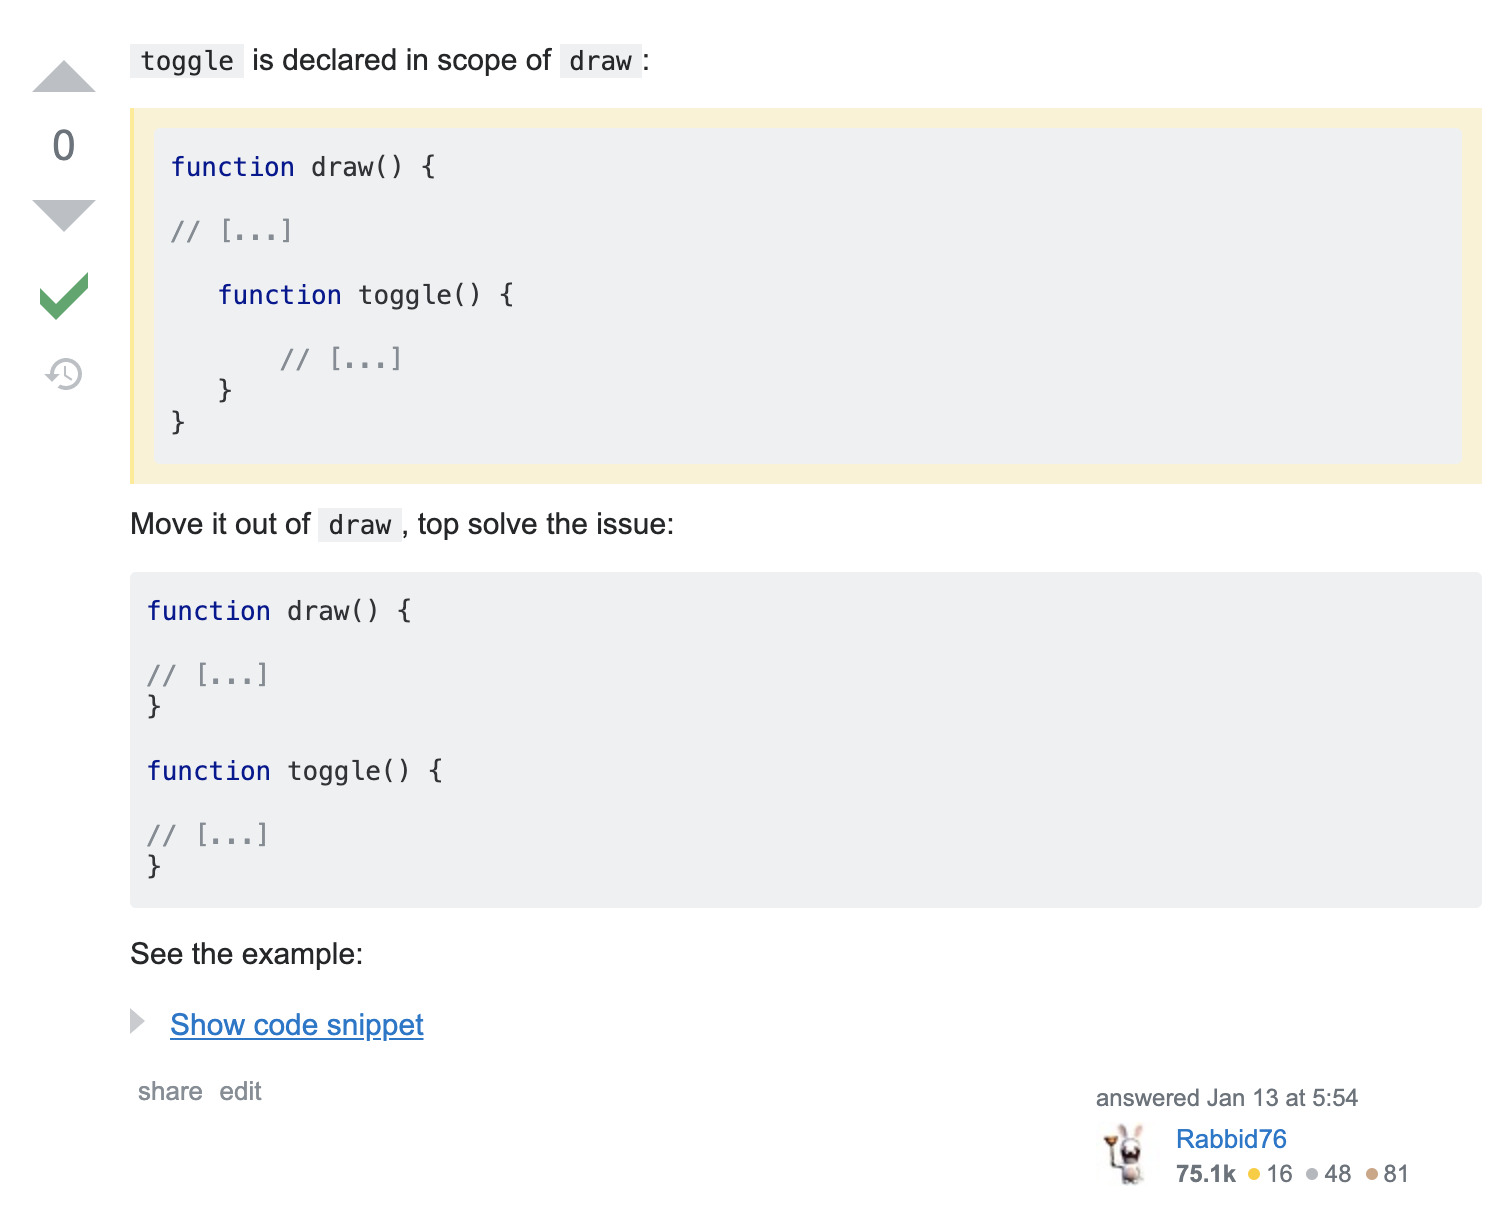 toggle is declared in scope of draw:
0
function draw() {
// [...]
function toggle() {
// [...]
}
}
Move it out of draw, top solve the issue:
function draw() {
// [...]
}
function toggle() {
// [...]
}
See the example:
Show code snippet
share edit
answered Jan 13 at 5:54
Rabbid76
75.1k 16 48 81